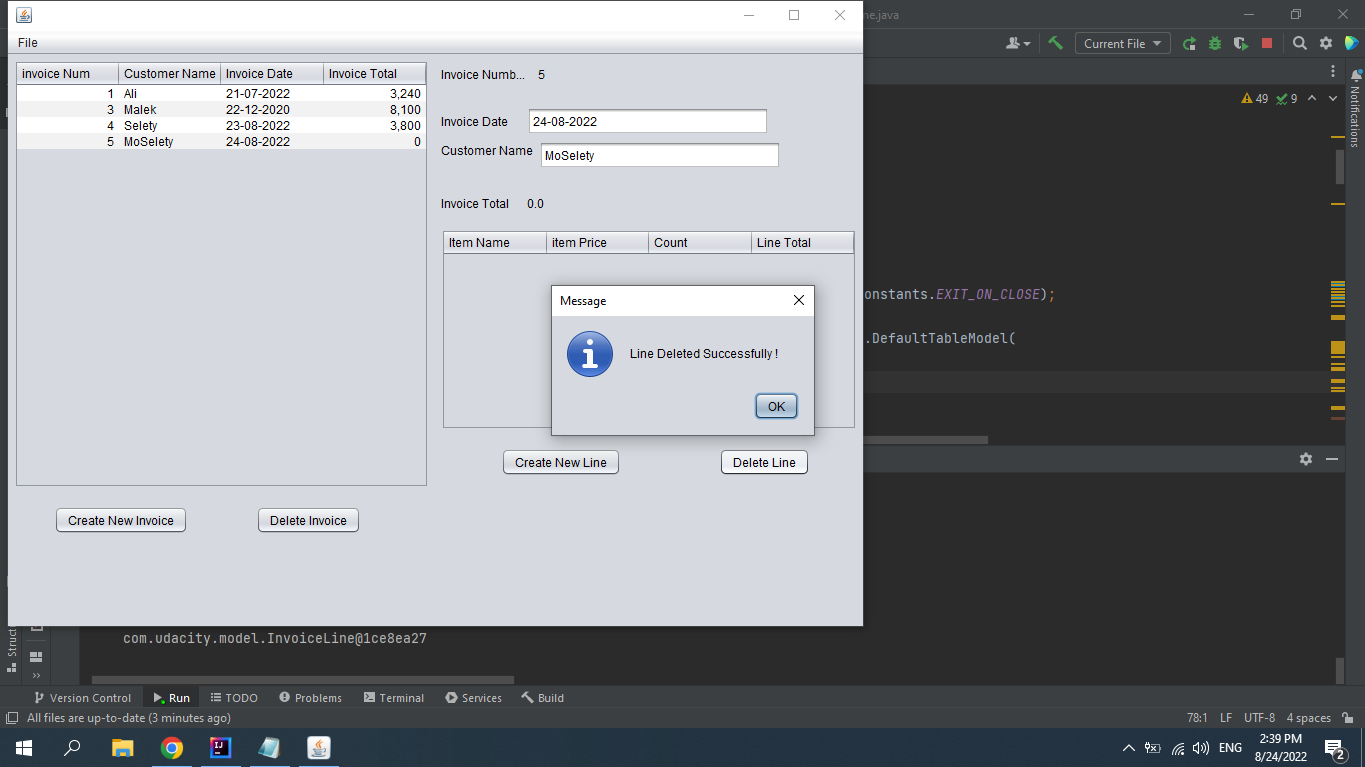 ne.java
File
Current File
invoice Num Customer Name Invoice Date Invoice Total
1 Ali 21-07-2022 3,240
3 Malek 22-12-2020 8,100
4 Selety 23-08-2022 3,800
5 MoSelety 24-08-2022 0
Invoice Numb... 5
Invoice Date 24-08-2022
Customer Name MoSelety
Invoice Total 0.0
Item Name item Price Count Line Total
Message
Line Deleted Successfully !
OK
Create New Line Delete Line
Create New Invoice Delete Invoice
49 9
Notifications
onstants.EXIT_ON_CLOSE);
.DefaultTableModel(
Struct
com.udacity.model.InvoiceLine@1ce8ea27
Version Control Run TODO Problems Terminal Services Build
All files are up-to-date (3 minutes ago) 78:1 LF UTF-8 4 spaces
IJ
ENG
2:39 PM
8/24/2022
2